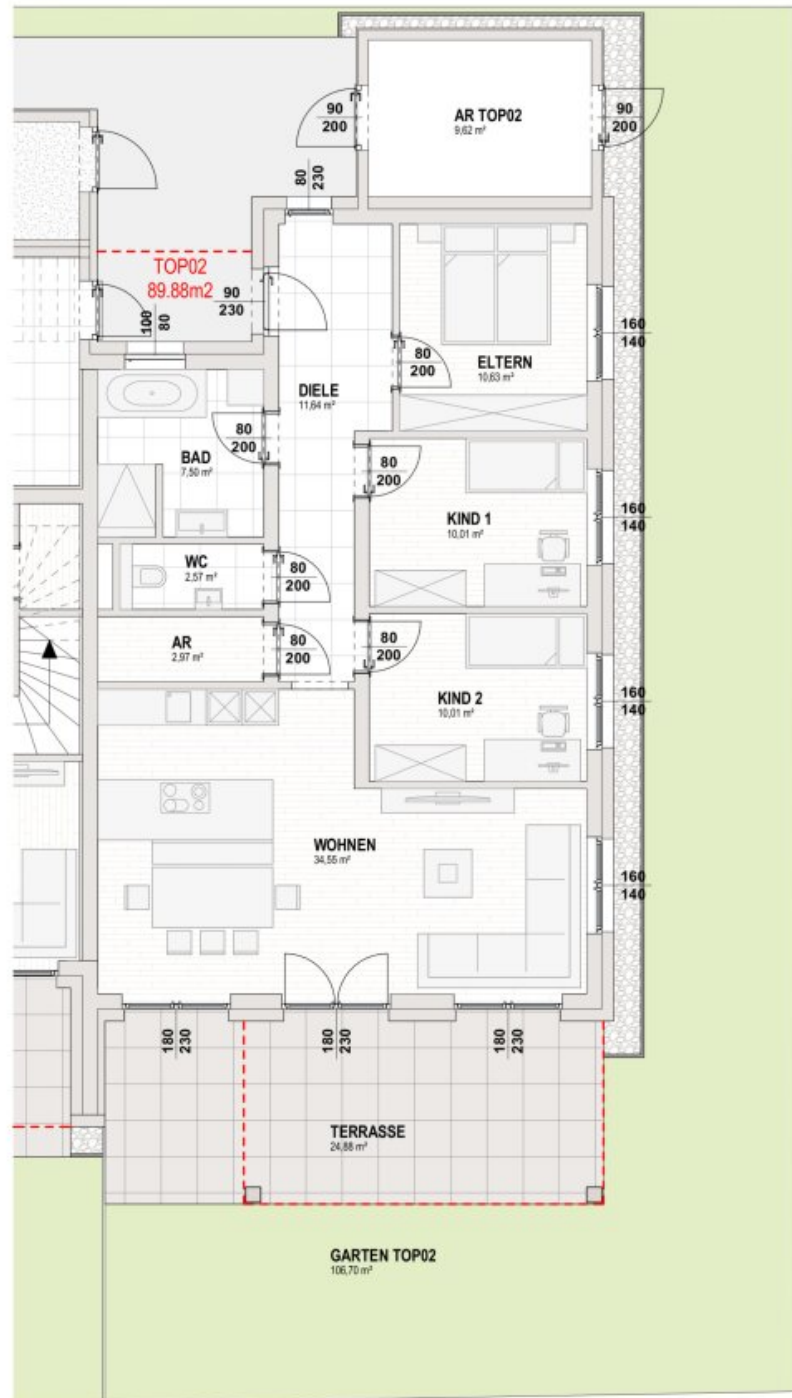 90
200
AR TOP02
9,62 m²
90
200
80
230
TOP02
89.88m2
90
230
100
80
160
140
80
200
ELTERN
10,63 m²
DIELE
11,64 m²
80
200
BAD
7,50 m²
80
200
KIND 1
10,01 m²
160
140
WC
2,57 m²
80
200
AR
2,97 m²
80
200
80
200
KIND 2
10,01 m²
160
140
WOHNEN
34,55 m²
160
140
180
230
180
230
180
230
TERRASSE
24,88 m²
GARTEN TOP02
106,70 m²